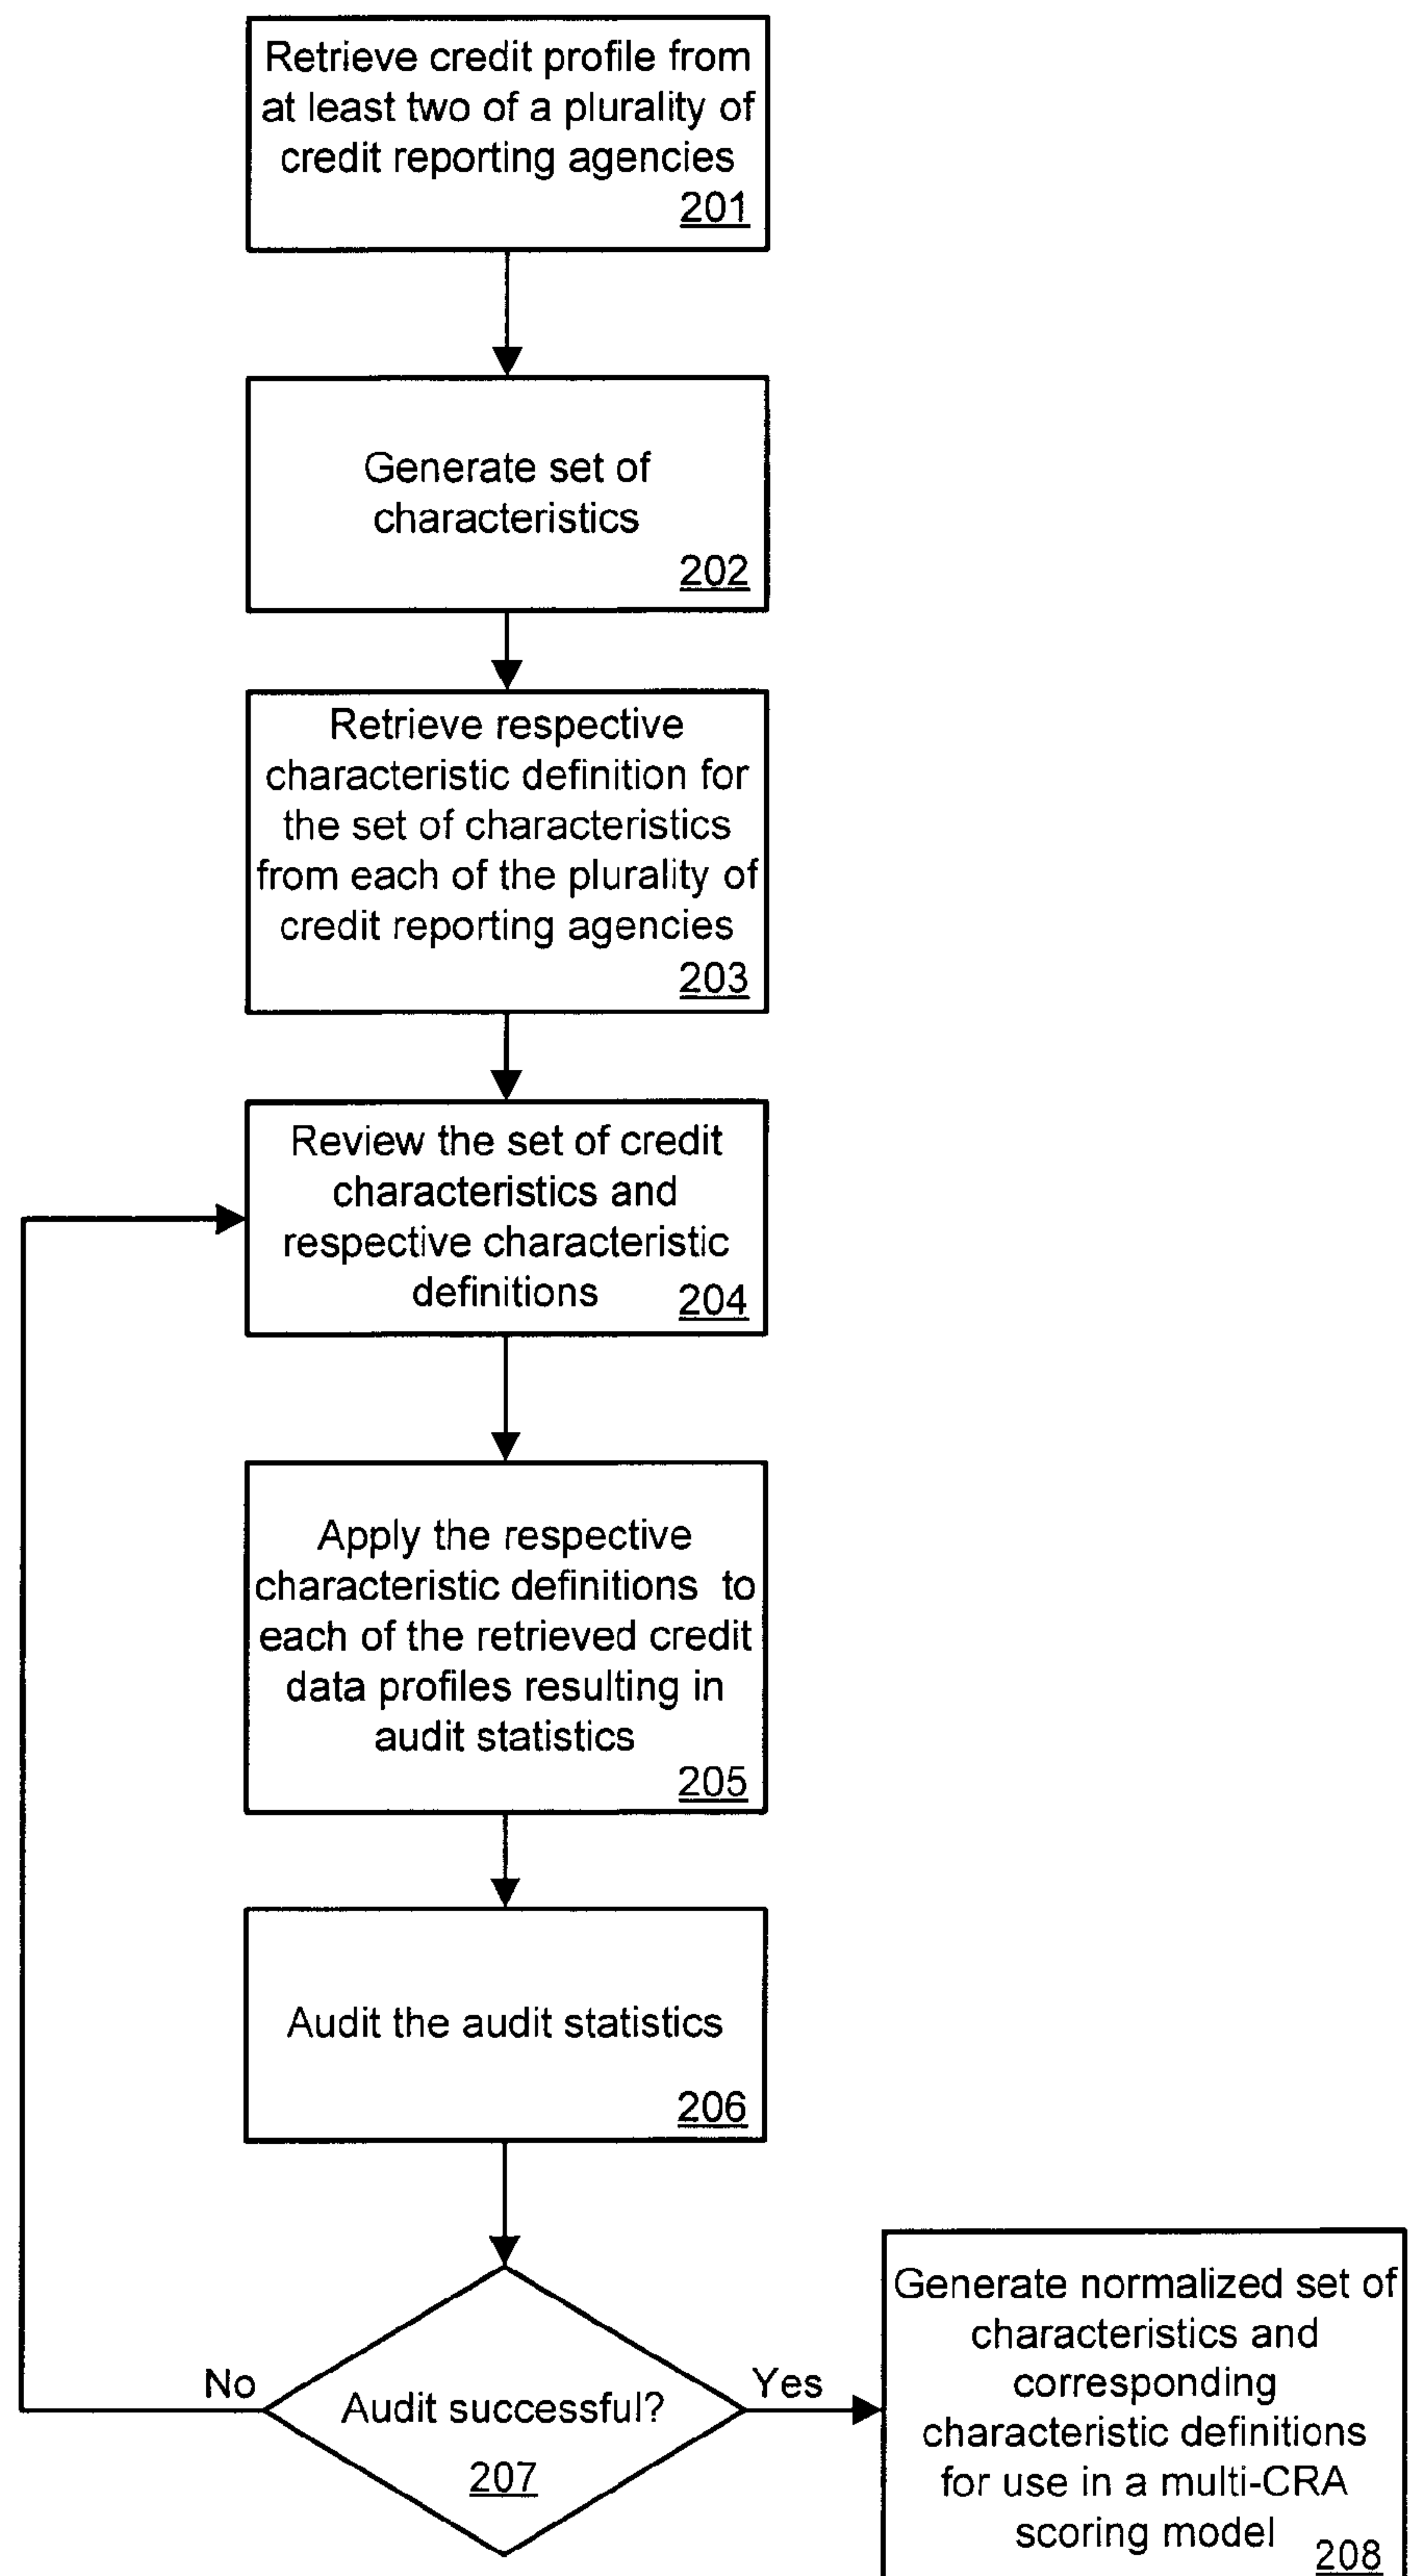 Retrieve credit profile from
at least two of a plurality of
credit reporting agencies
201
Generate set of
characteristics
202
Retrieve respective
characteristic definition for
the set of characteristics
from each of the plurality of
credit reporting agencies
203
Review the set of credit
characteristics and
respective characteristic
definitions 204
Apply the respective
characteristic definitions to
each of the retrieved credit
data profiles resulting in
audit statistics
205
Audit the audit statistics
206
No
Audit successful?
207
Yes
Generate normalized set of
characteristics and
corresponding
characteristic definitions
for use in a multi-CRA
scoring model 208